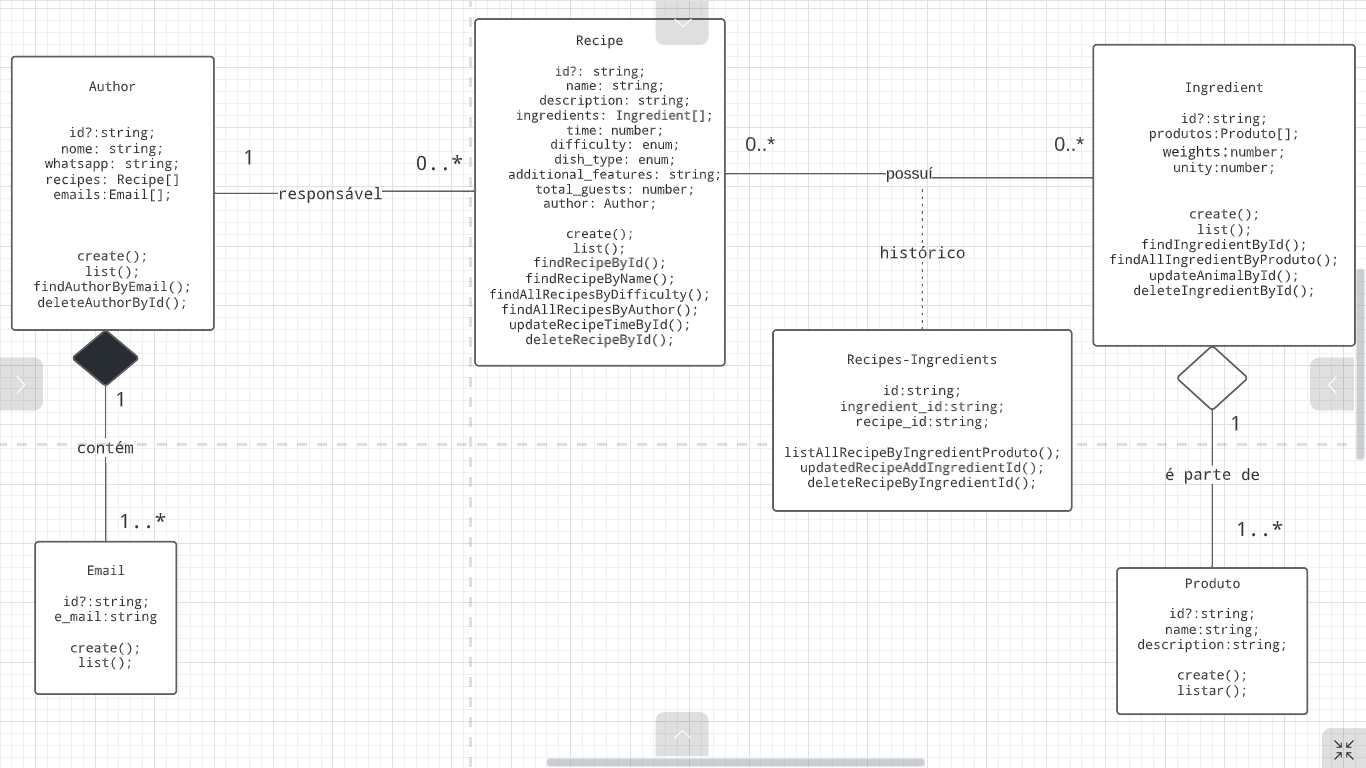 Author
id?:string;
nome: string;
whatsapp: string;
recipes: Recipe[]
emails:Email[];
create();
list();
findAuthorByEmail();
deleteAuthorById();
1
responsável
0..*
Recipe
id?: string;
name: string;
description: string;
ingredients: Ingredient[];
time: number;
difficulty: enum;
dish_type: enum;
additional_features: string;
total_guests: number;
author: Author;
create();
list();
findRecipeById();
findRecipeByName();
findAllRecipesByDifficulty();
findAllRecipesByAuthor();
updateRecipeTimeById();
deleteRecipeById();
0..*
possuí
0..*
histórico
Ingredient
id?:string;
produtos:Produto[];
weights:number;
unity:number;
create();
list();
findIngredientById();
findAllIngredientByProduto();
updateAnimalById();
deleteIngredientById();
Recipes-Ingredients
id:string;
ingredient_id:string;
recipe_id:string;
listAllRecipeByIngredientProduto();
updatedRecipeAddIngredientId();
deleteRecipeByIngredientId();
1
contém
1..*
Email
id?:string;
e_mail:string
create();
list();
1
é parte de
1..*
Produto
id?:string;
name:string;
description:string;
create();
listar();